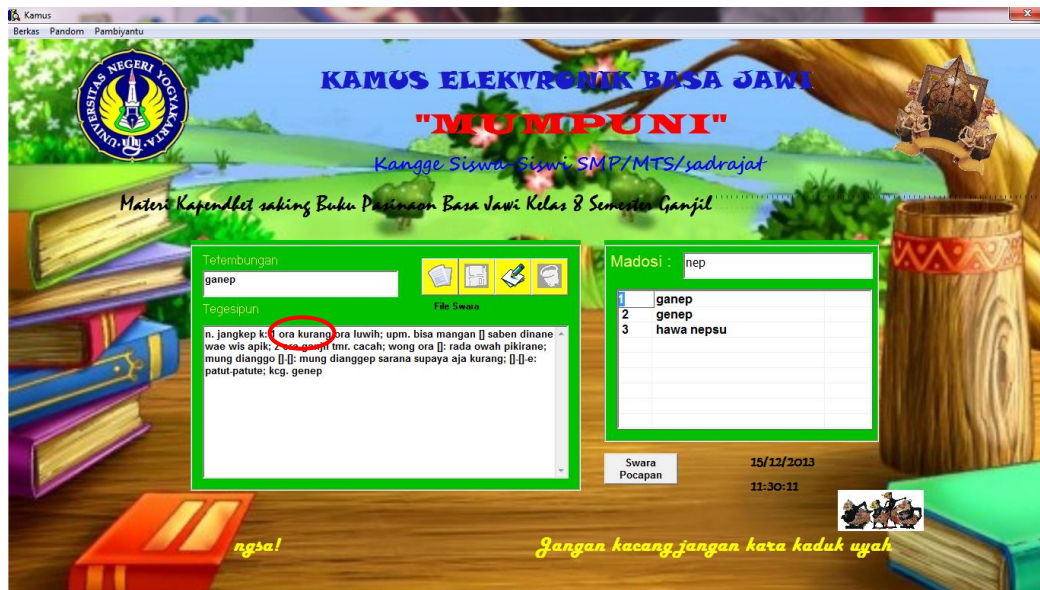 Kamus
Berkas Pandom Pambiyantu
UNIVERSITAS NEGERI YOGYAKARTA
KAMUS ELEKTRONIK BASA JAWI
"MUMPUNI"
Kangge Siswa-Siswi SMP/MTS/sadrajat
Materi Kapendhet saking Buku Pasinaon Basa Jawi Kelas 8 Semester Ganjil
Tetembungan
ganep
File Swara
Tegesipun
n. jangkep k: 1 ora kurang ora luwih; upm. bisa mangan [] saben dinane
wae wis apik; 2 ora ganjil tmr. cacah; wong ora []: rada owah pikirane;
mung dianggo [].[]: mung dianggep sarana supaya aja kurang; [].[].e:
patut-patute; kcg. genep
Madosi : nep
1 ganep
2 genep
3 hawa nepsu
Swara
Pocapan
15/12/2013
11:30:11
ngsa! Jangan kacang jangan kara kaduk uyah